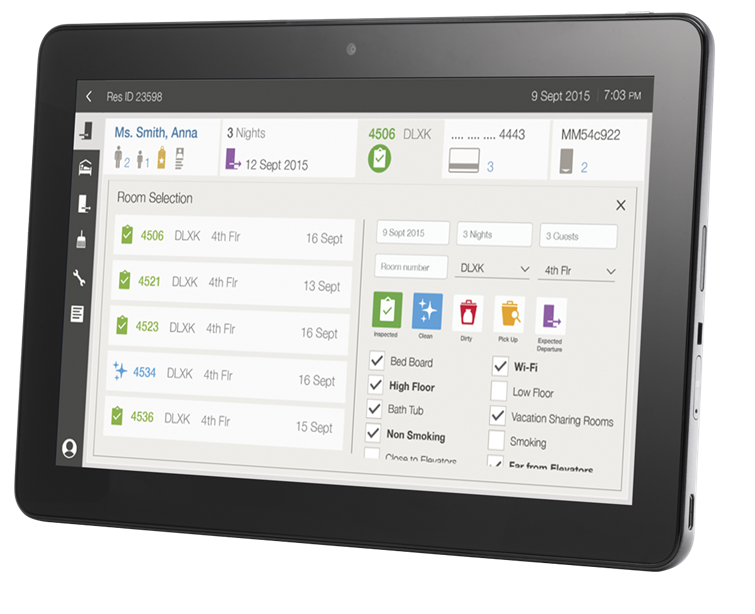 Res ID 23598
9 Sept 2015 7:03 PM
Ms. Smith, Anna
3 Nights
4506 DLXK
.... .... .... 4443
MM54c922
2 1
12 Sept 2015
3
2
Room Selection
4506 DLXK 4th Flr 16 Sept
4521 DLXK 4th Flr 13 Sept
4523 DLXK 4th Flr 16 Sept
4534 DLXK 4th Flr 16 Sept
4536 DLXK 4th Flr 15 Sept
9 Sept 2015
3 Nights
3 Guests
Room number
DLXK
4th Flr
Inspected
Clean
Dirty
Pick Up
Expected
Departure
Bed Board
Wi-Fi
High Floor
Low Floor
Bath Tub
Vacation Sharing Rooms
Non Smoking
Smoking
Close to Elevators
Far from Elevators